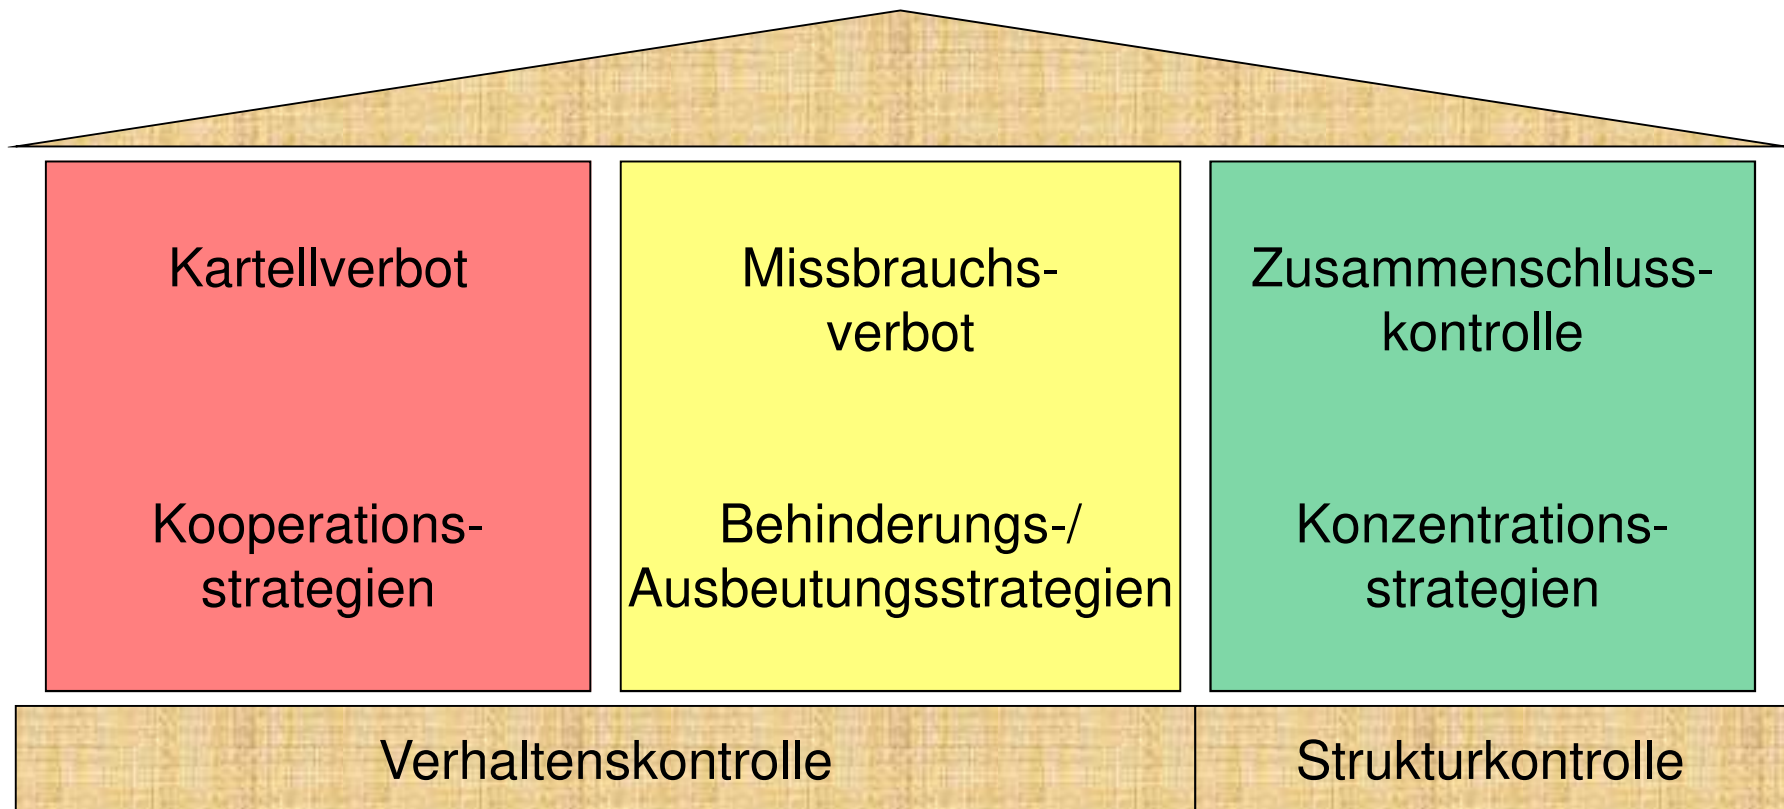 Kartellverbot
Kooperations-
strategien
Missbrauchs-
verbot
Behinderungs-/
Ausbeutungsstrategien
Zusammenschluss-
kontrolle
Konzentrations-
strategien
Verhaltenskontrolle
Strukturkontrolle